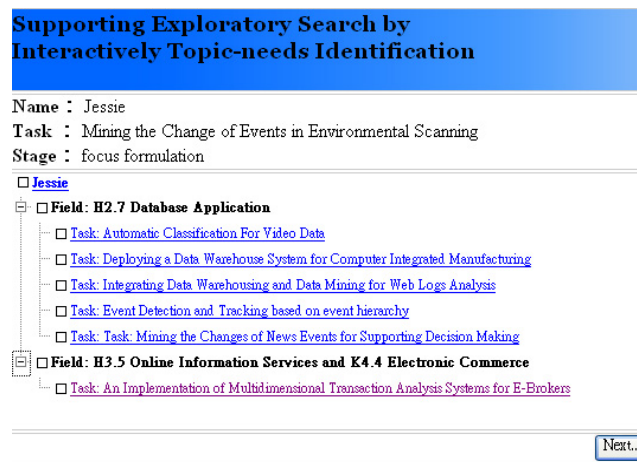 Supporting Exploratory Search by
Interactively Topic-needs Identification
Name： Jessie
Task ： Mining the Change of Events in Environmental Scanning
Stage： focus formulation
Jessie
Field: H2.7 Database Application
Task: Automatic Classification For Video Data
Task: Deploying a Data Warehouse System for Computer Integrated Manufacturing
Task: Integrating Data Warehousing and Data Mining for Web Logs Analysis
Task: Event Detection and Tracking based on event hierarchy
Task: Task: Mining the Changes of News Events for Supporting Decision Making
Field: H3.5 Online Information Services and K4.4 Electronic Commerce
Task: An Implementation of Multidimensional Transaction Analysis Systems for E-Brokers
Next..